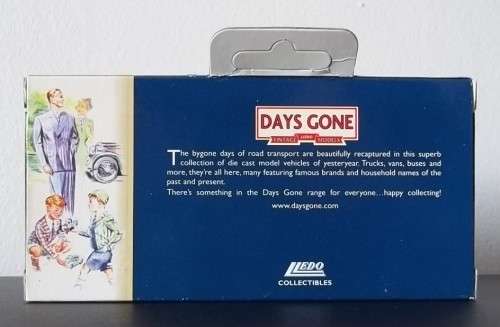 DAYS GONE
VINTAGE LLEDO MODELS
The bygone days of road transport are beautifully recaptured in this superb
collection of die cast model vehicles of yesteryear. Trucks, vans, buses and
more, they're all here, many featuring famous brands and household names of the
past and present.
There's something in the Days Gone range for everyone...happy collecting!
www.daysgone.com
LLEDO
COLLECTIBLES